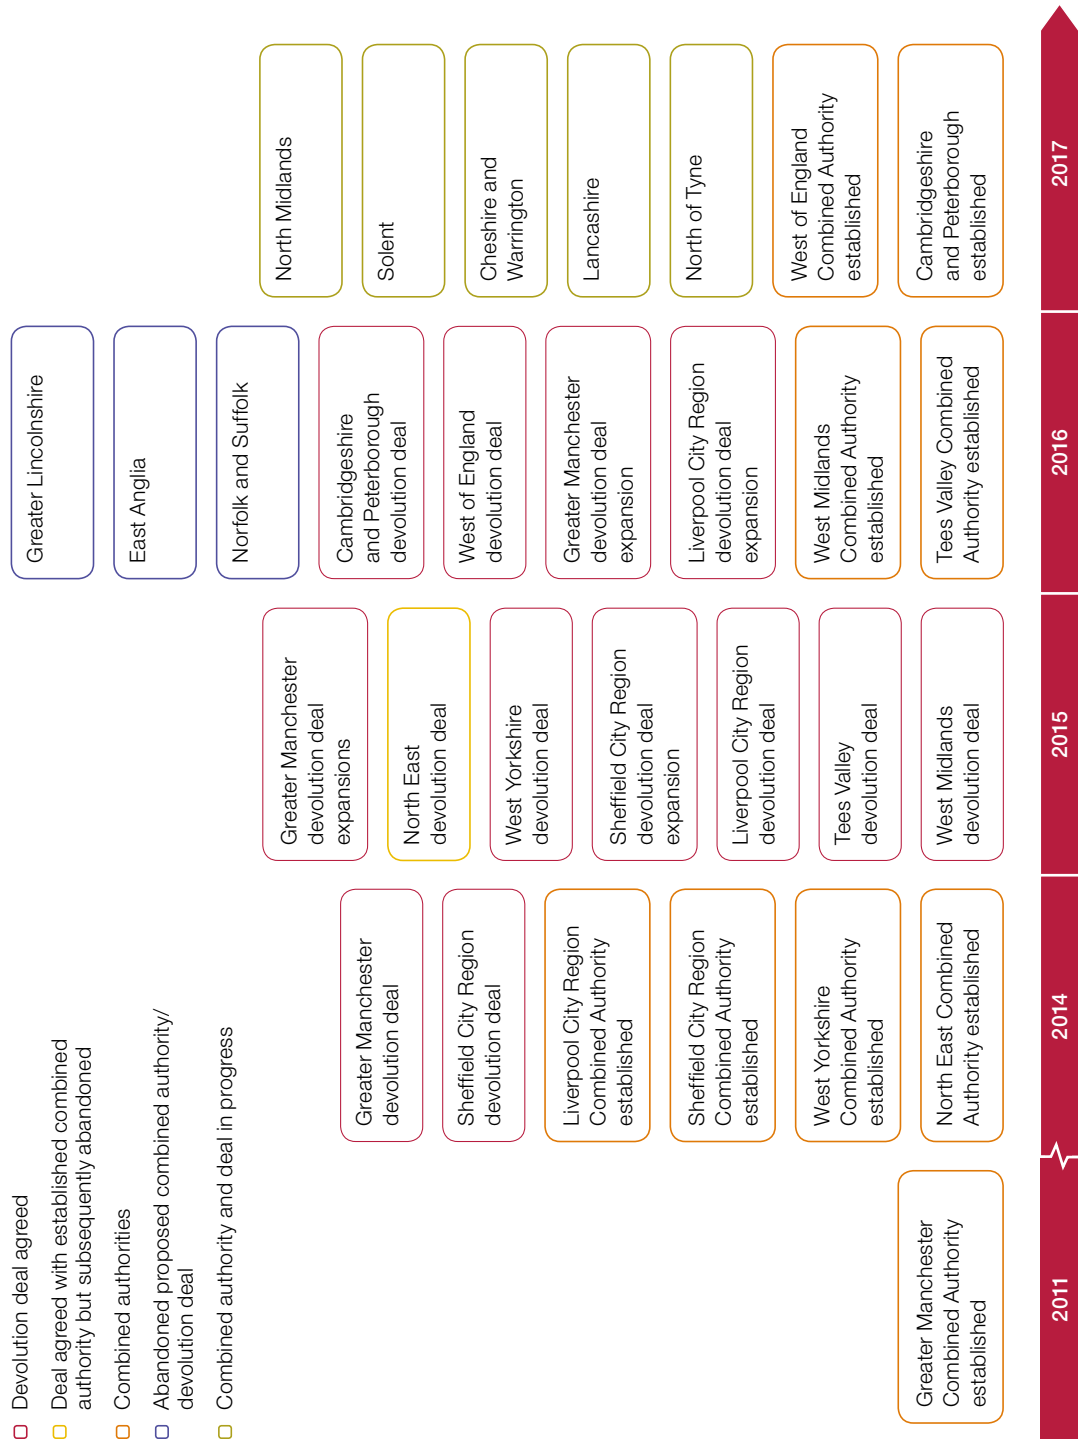 Devolution deal agreed
Deal agreed with established combined
authority but subsequently abandoned
Combined authorities
Abandoned proposed combined authority/
devolution deal
Combined authority and deal in progress
Greater Manchester
Combined Authority
established
Greater Manchester
devolution deal
Sheffield City Region
devolution deal
Liverpool City Region
Combined Authority
established
Sheffield City Region
Combined Authority
established
West Yorkshire
Combined Authority
established
North East Combined
Authority established
Greater Manchester
devolution deal
expansions
North East
devolution deal
West Yorkshire
devolution deal
Sheffield City Region
devolution deal
expansion
Liverpool City Region
devolution deal
Tees Valley
devolution deal
West Midlands
devolution deal
Greater Lincolnshire
East Anglia
Norfolk and Suffolk
Cambridgeshire
and Peterborough
devolution deal
West of England
devolution deal
Greater Manchester
devolution deal
expansion
Liverpool City Region
devolution deal
expansion
West Midlands
Combined Authority
established
Tees Valley Combined
Authority established
North Midlands
Solent
Cheshire and
Warrington
Lancashire
North of Tyne
West of England
Combined Authority
established
Cambridgeshire
and Peterborough
established
2011
2014
2015
2016
2017